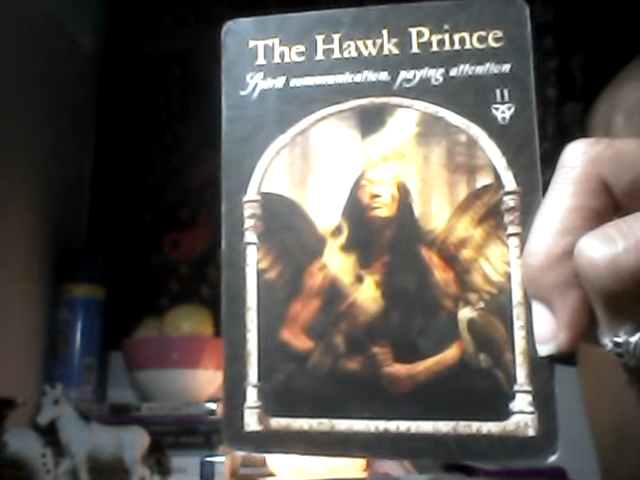 The Hawk Prince
Spirit communication, paying attention
11